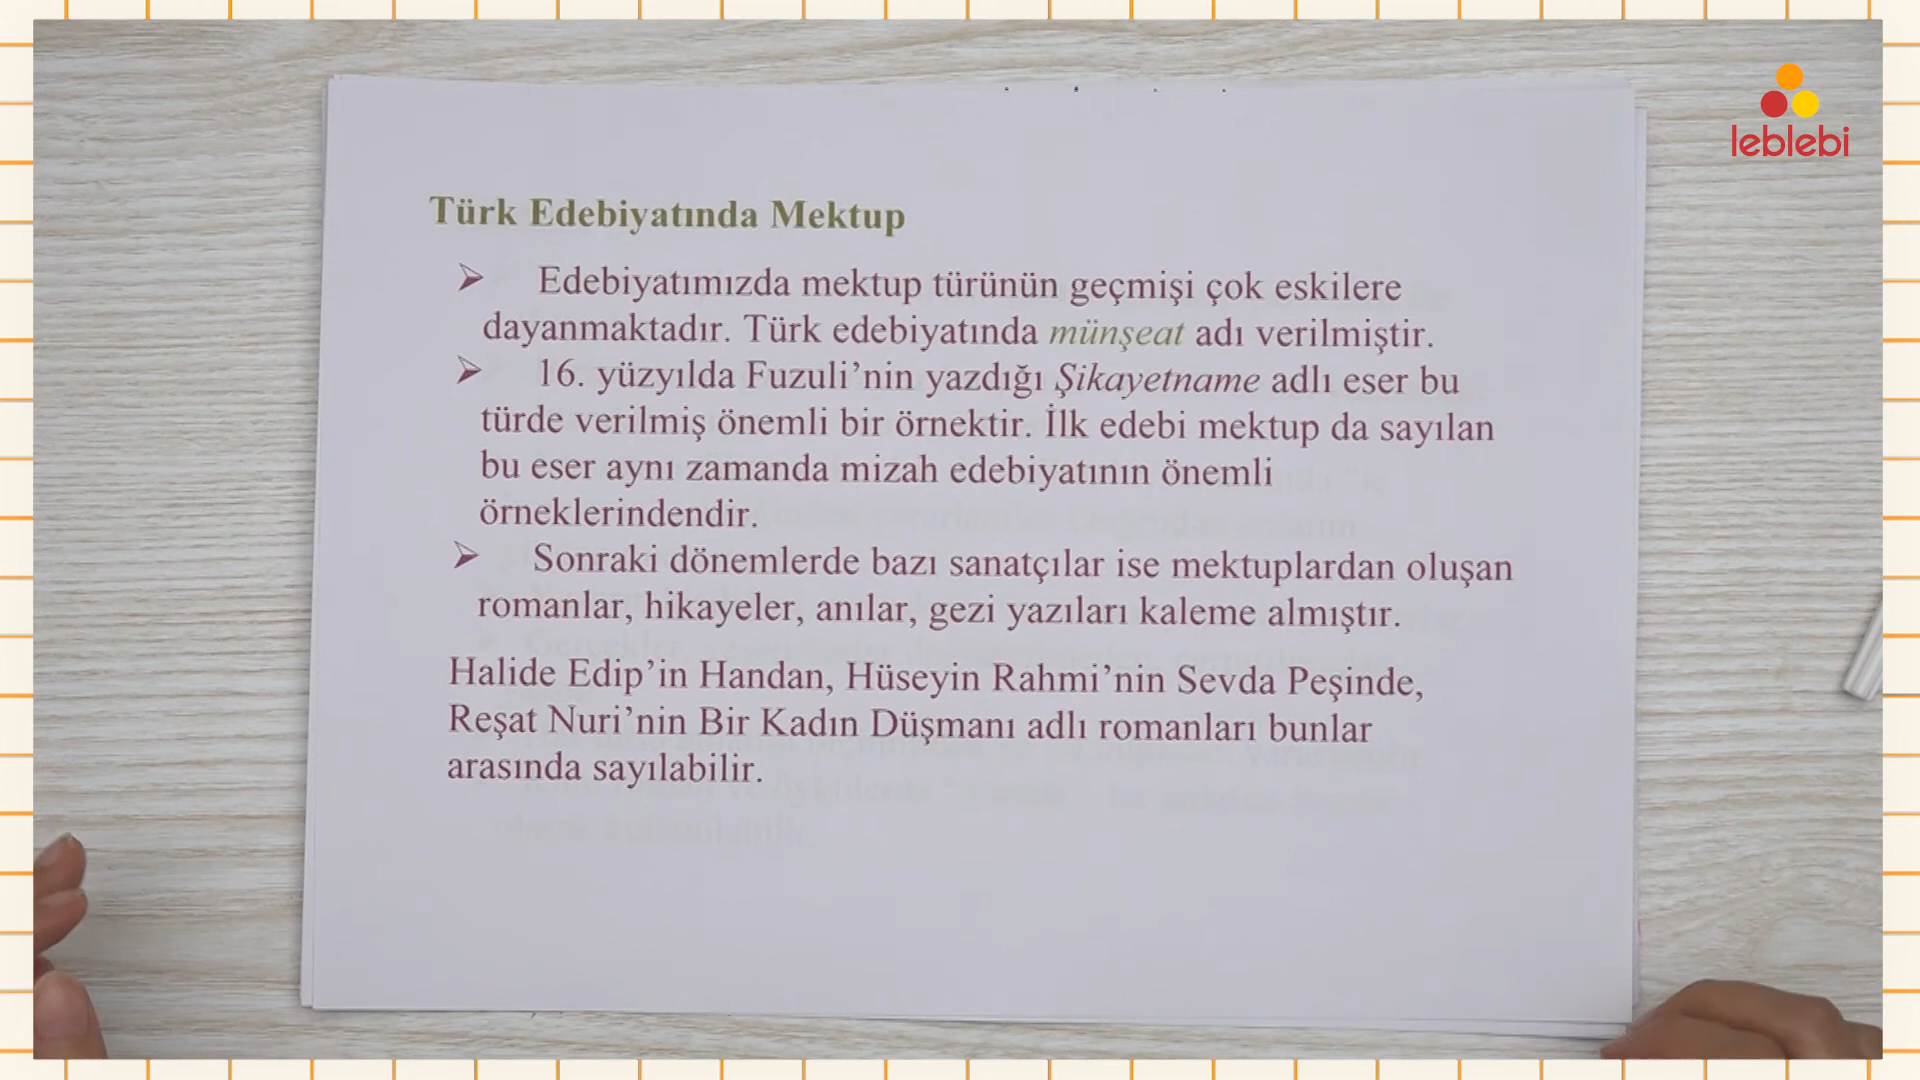 leblebi
Türk Edebiyatında Mektup
➢ Edebiyatımızda mektup türünün geçmişi çok eskilere
dayanmaktadır. Türk edebiyatında münşeat adı verilmiştir.
➢ 16. yüzyılda Fuzuli’nin yazdığı Şikayetname adlı eser bu
türde verilmiş önemli bir örnektir. İlk edebi mektup da sayılan
bu eser aynı zamanda mizah edebiyatının önemli
örneklerindendir.
➢ Sonraki dönemlerde bazı sanatçılar ise mektuplardan oluşan
romanlar, hikayeler, anılar, gezi yazıları kaleme almıştır.
Halide Edip’in Handan, Hüseyin Rahmi’nin Sevda Peşinde,
Reşat Nuri’nin Bir Kadın Düşmanı adlı romanları bunlar
arasında sayılabilir.